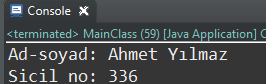 Console
<terminated> MainClass (59) [Java Application] C
Ad-soyad: Ahmet Yılmaz
Sicil no: 336